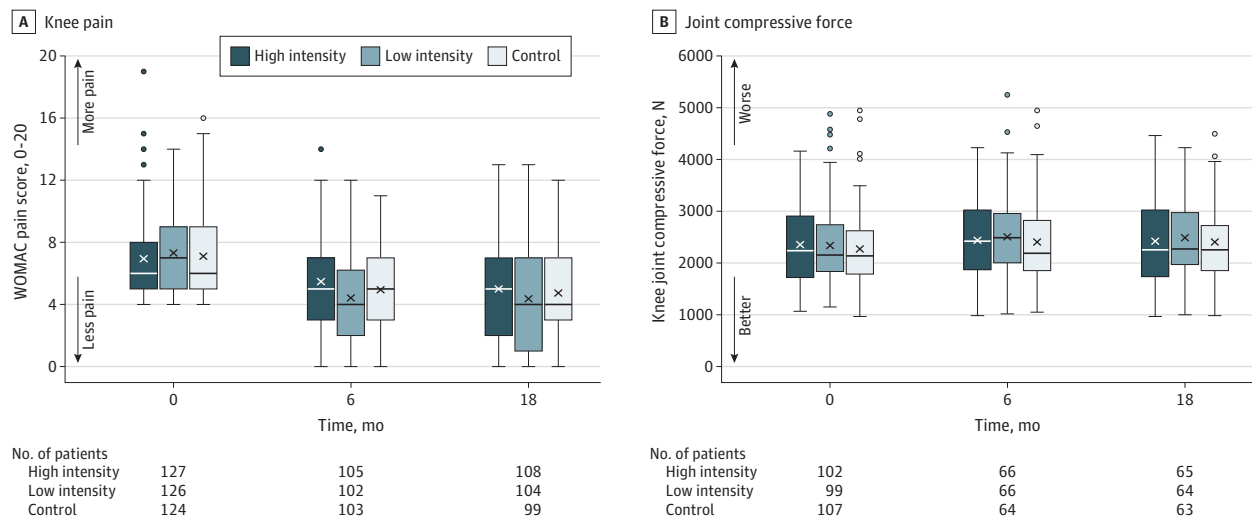 A Knee pain
High intensity Low intensity Control
20
16
12
8
4
0
WOMAC pain score, 0-20
More pain
Less pain
0 6 18
Time, mo
No. of patients
High intensity 127 105 108
Low intensity 126 102 104
Control 124 103 99
B Joint compressive force
6000
5000
4000
3000
2000
1000
0
Knee joint compressive force, N
Worse
Better
0 6 18
Time, mo
No. of patients
High intensity 102 66 65
Low intensity 99 66 64
Control 107 64 63